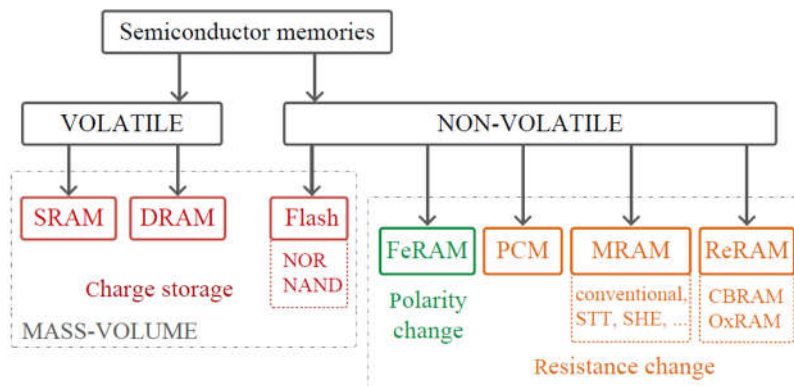 Semiconductor memories
VOLATILE
NON-VOLATILE
SRAM
DRAM
Flash
FeRAM
PCM
MRAM
ReRAM
NOR
NAND
Charge storage
MASS-VOLUME
Polarity
change
conventional,
STT, SHE, ...
CBRAM
OxRAM
Resistance change